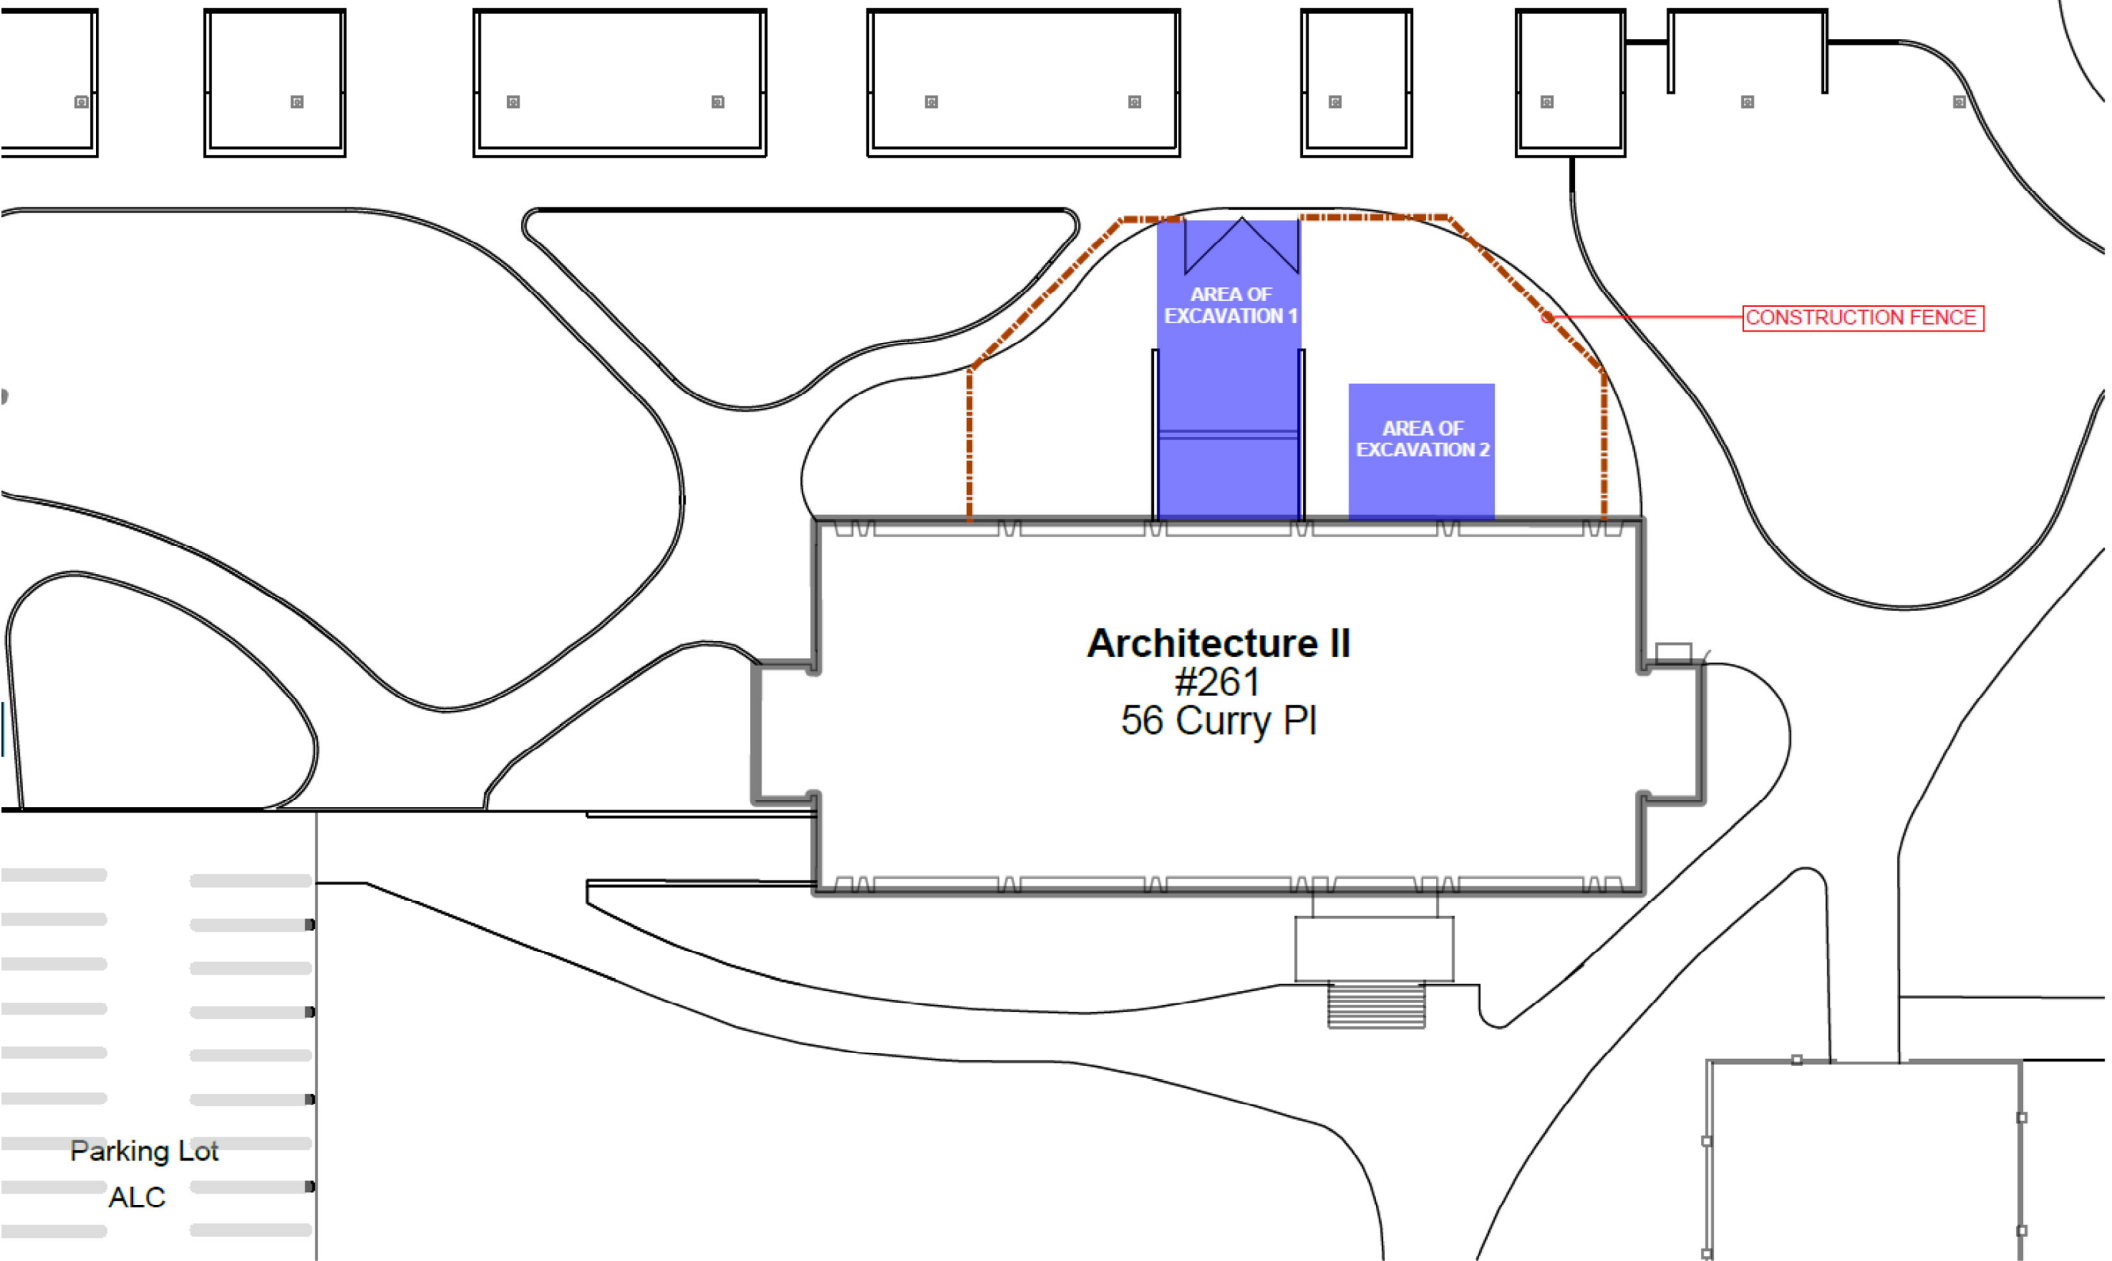 AREA OF
EXCAVATION 1
CONSTRUCTION FENCE
AREA OF
EXCAVATION 2
Architecture II
#261
56 Curry Pl
Parking Lot
ALC